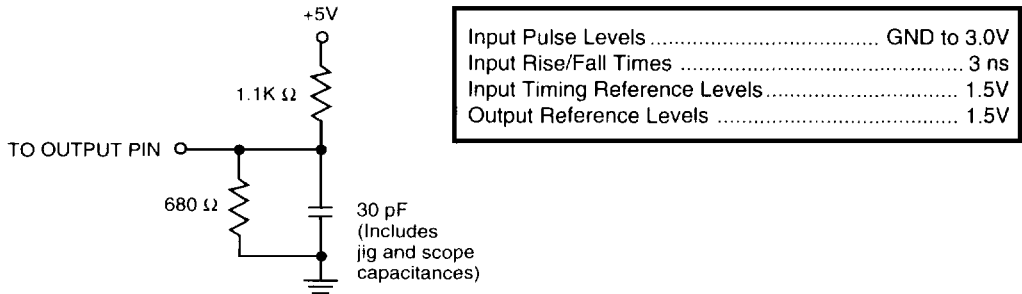 +5V
1.1K Ω
TO OUTPUT PIN
680 Ω
30 pF
(Includes
jig and scope
capacitances)
Input Pulse Levels ........................................ GND to 3.0V
Input Rise/Fall Times ........................................ 3 ns
Input Timing Reference Levels ............................. 1.5V
Output Reference Levels .................................... 1.5V